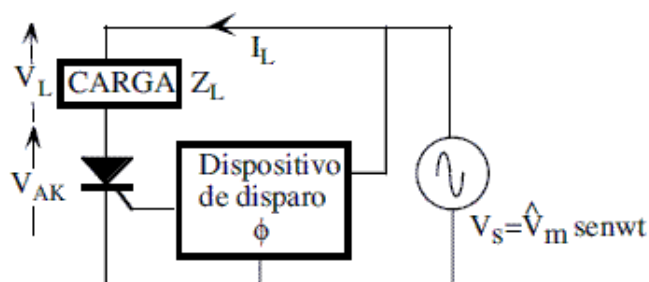 I_L
V_L
CARGA Z_L
V_AK
Dispositivo
de disparo
ϕ
V_s=V̂_m senwt